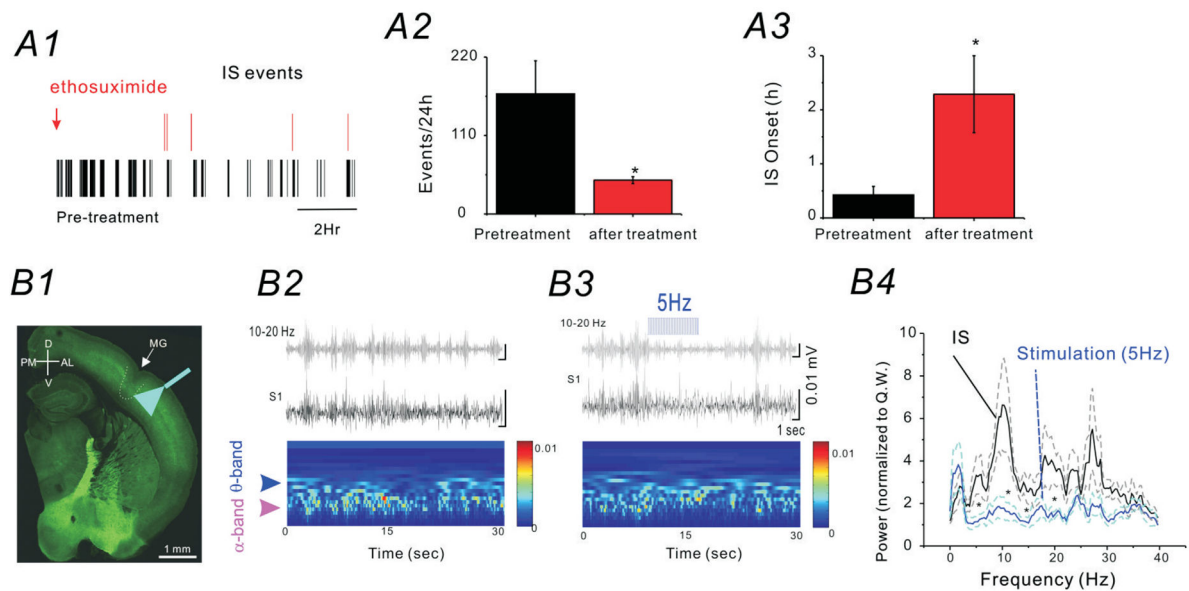 A1
IS events
ethosuximide
Pre-treatment
2Hr
A2
Events/24h
220
110
0
*
Pretreatment
after treatment
A3
IS Onset (h)
3
2
1
0
*
Pretreatment
after treatment
B1
D
PM AL
V
MG
1 mm
B2
10-20 Hz
S1
α-band θ-band
0.01
0
0 15 30
Time (sec)
B3
5Hz
10-20 Hz
S1
0.01 mV
1 sec
0.01
0
0 15 30
Time (sec)
B4
Power (normalized to Q.W.)
10
8
6
4
2
0
IS
Stimulation (5Hz)
* * * * *
0 10 20 30 40
Frequency (Hz)